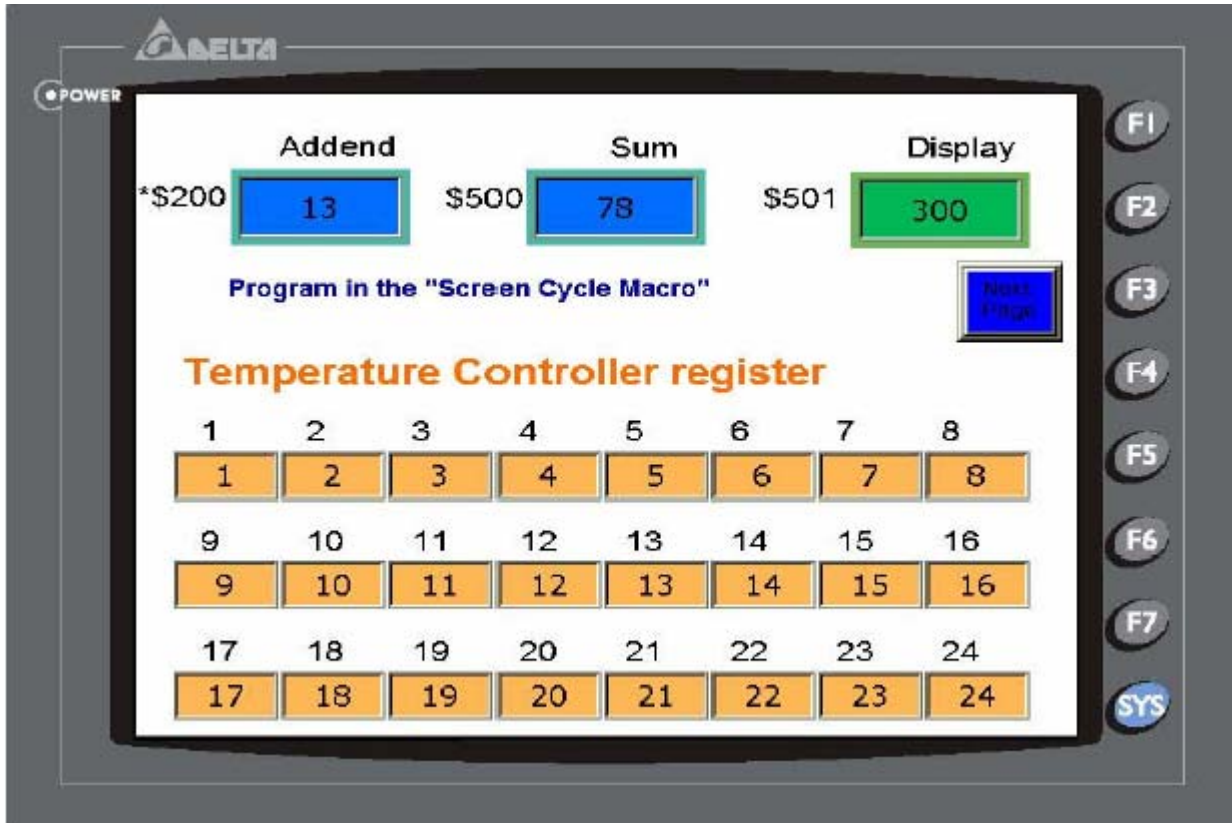 DELTA
POWER
Addend Sum Display
*$200 13 $500 78 $501 300
Program in the "Screen Cycle Macro"
Next
Page
Temperature Controller register
1 2 3 4 5 6 7 8
1 2 3 4 5 6 7 8
9 10 11 12 13 14 15 16
9 10 11 12 13 14 15 16
17 18 19 20 21 22 23 24
17 18 19 20 21 22 23 24
F1
F2
F3
F4
F5
F6
F7
SYS